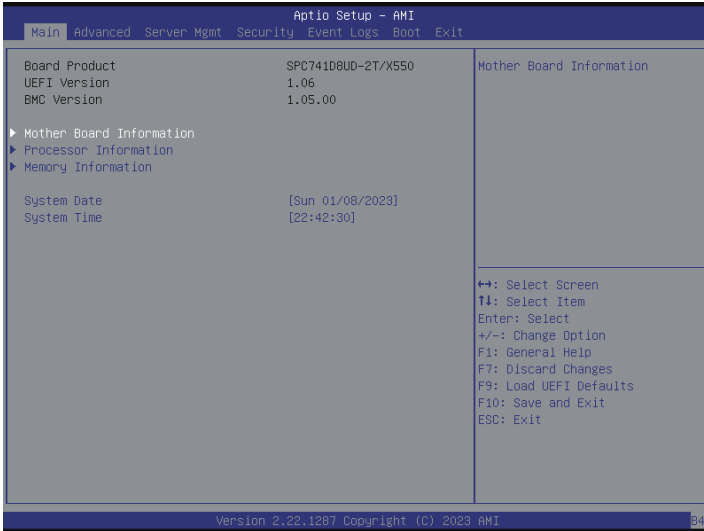 Aptio Setup – AMI
Main Advanced Server Mgmt Security Event Logs Boot Exit
Board Product SPC741D8UD-2T/X550
UEFI Version 1.06
BMC Version 1.05.00
Mother Board Information
Processor Information
Memory Information
System Date [Sun 01/08/2023]
System Time [22:42:30]
Mother Board Information
↔: Select Screen
↑↓: Select Item
Enter: Select
+/-: Change Option
F1: General Help
F7: Discard Changes
F9: Load UEFI Defaults
F10: Save and Exit
ESC: Exit
Version 2.22.1287 Copyright (C) 2023 AMI
B4